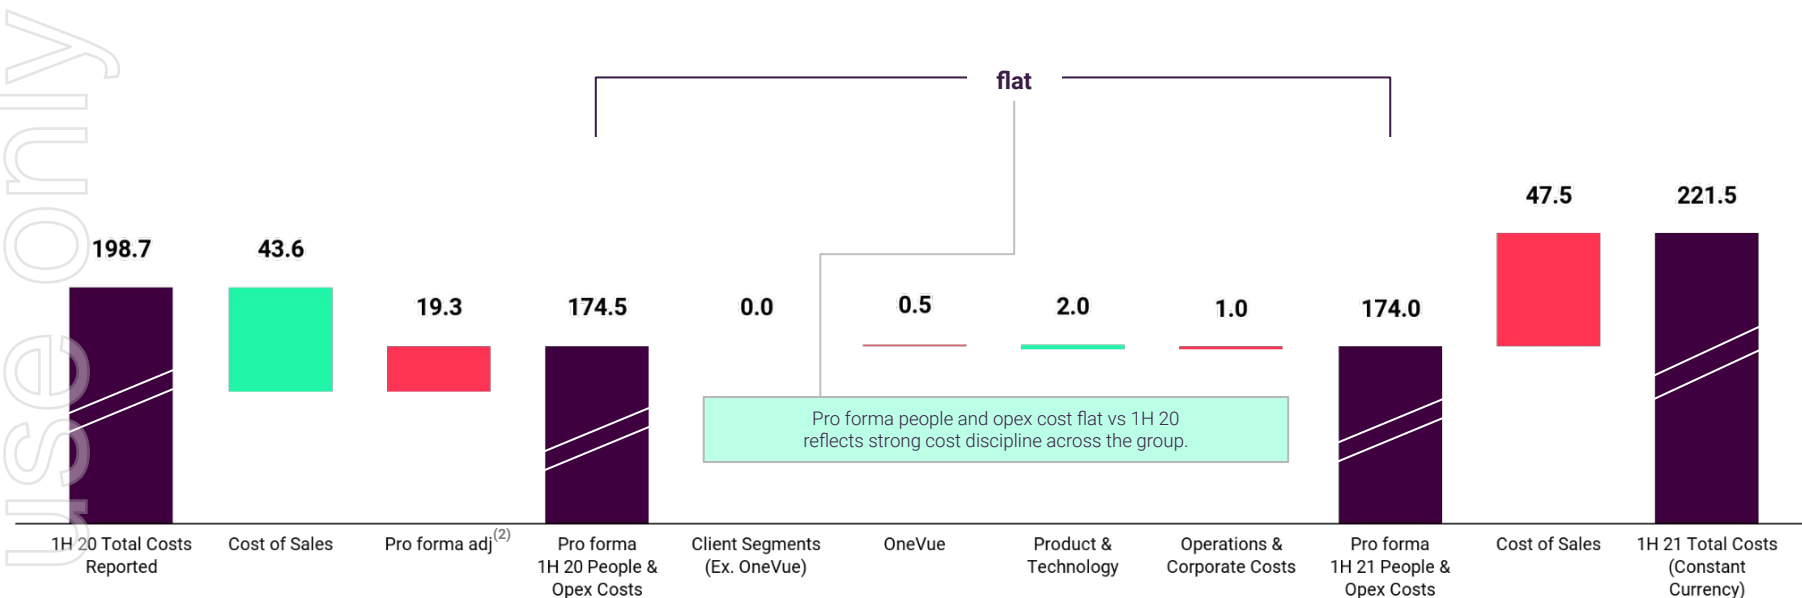 use only
flat
198.7
43.6
19.3
174.5
0.0
0.5
2.0
1.0
174.0
47.5
221.5
Pro forma people and opex cost flat vs 1H 20
reflects strong cost discipline across the group.
1H 20 Total Costs
Reported
Cost of Sales
Pro forma adj(2)
Pro forma
1H 20 People &
Opex Costs
Client Segments
(Ex. OneVue)
OneVue
Product &
Technology
Operations &
Corporate Costs
Pro forma
1H 21 People &
Opex Costs
Cost of Sales
1H 21 Total Costs
(Constant
Currency)